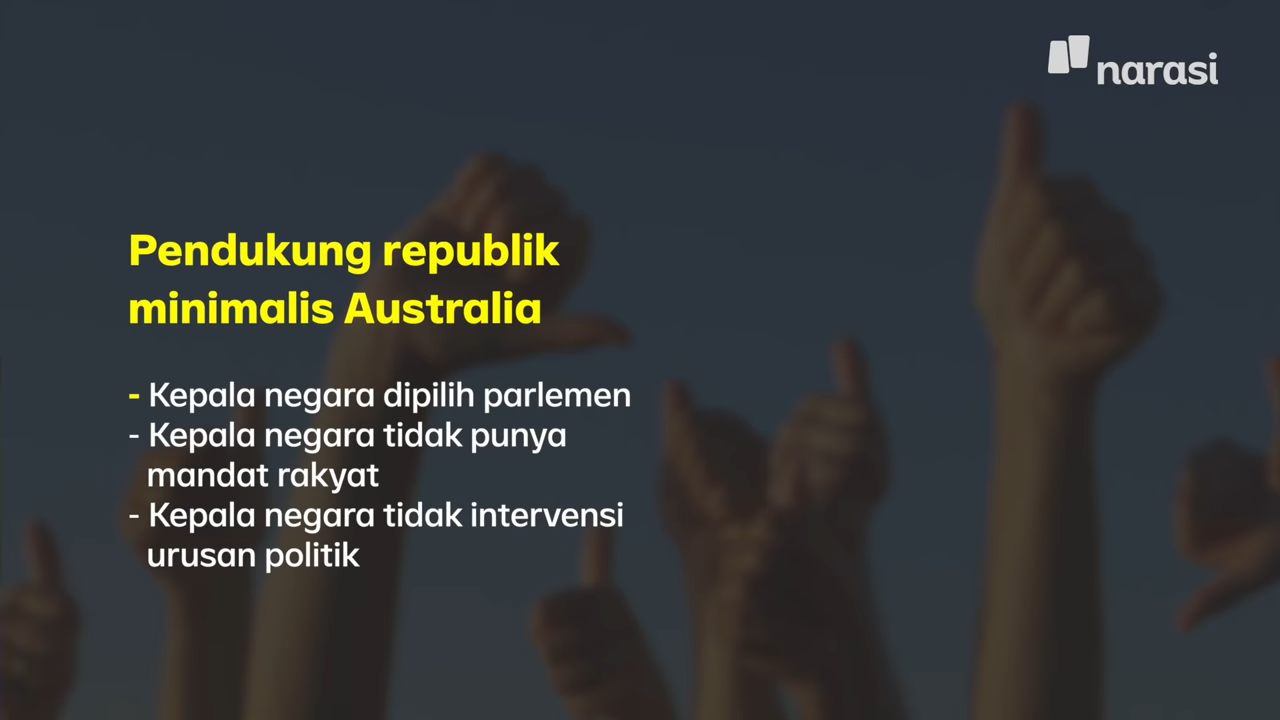 narasi
Pendukung republik
minimalis Australia
- Kepala negara dipilih parlemen
- Kepala negara tidak punya
mandat rakyat
- Kepala negara tidak intervensi
urusan politik